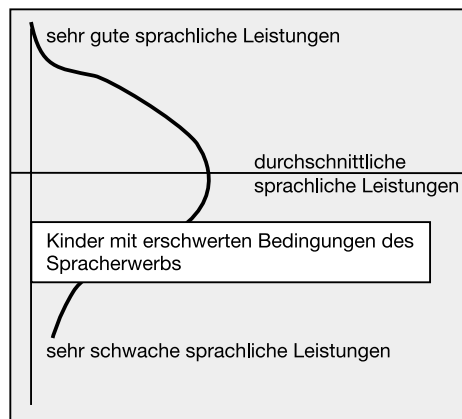 sehr gute sprachliche Leistungen
durchschnittliche
sprachliche Leistungen
Kinder mit erschwerten Bedingungen des
Spracherwerbs
sehr schwache sprachliche Leistungen